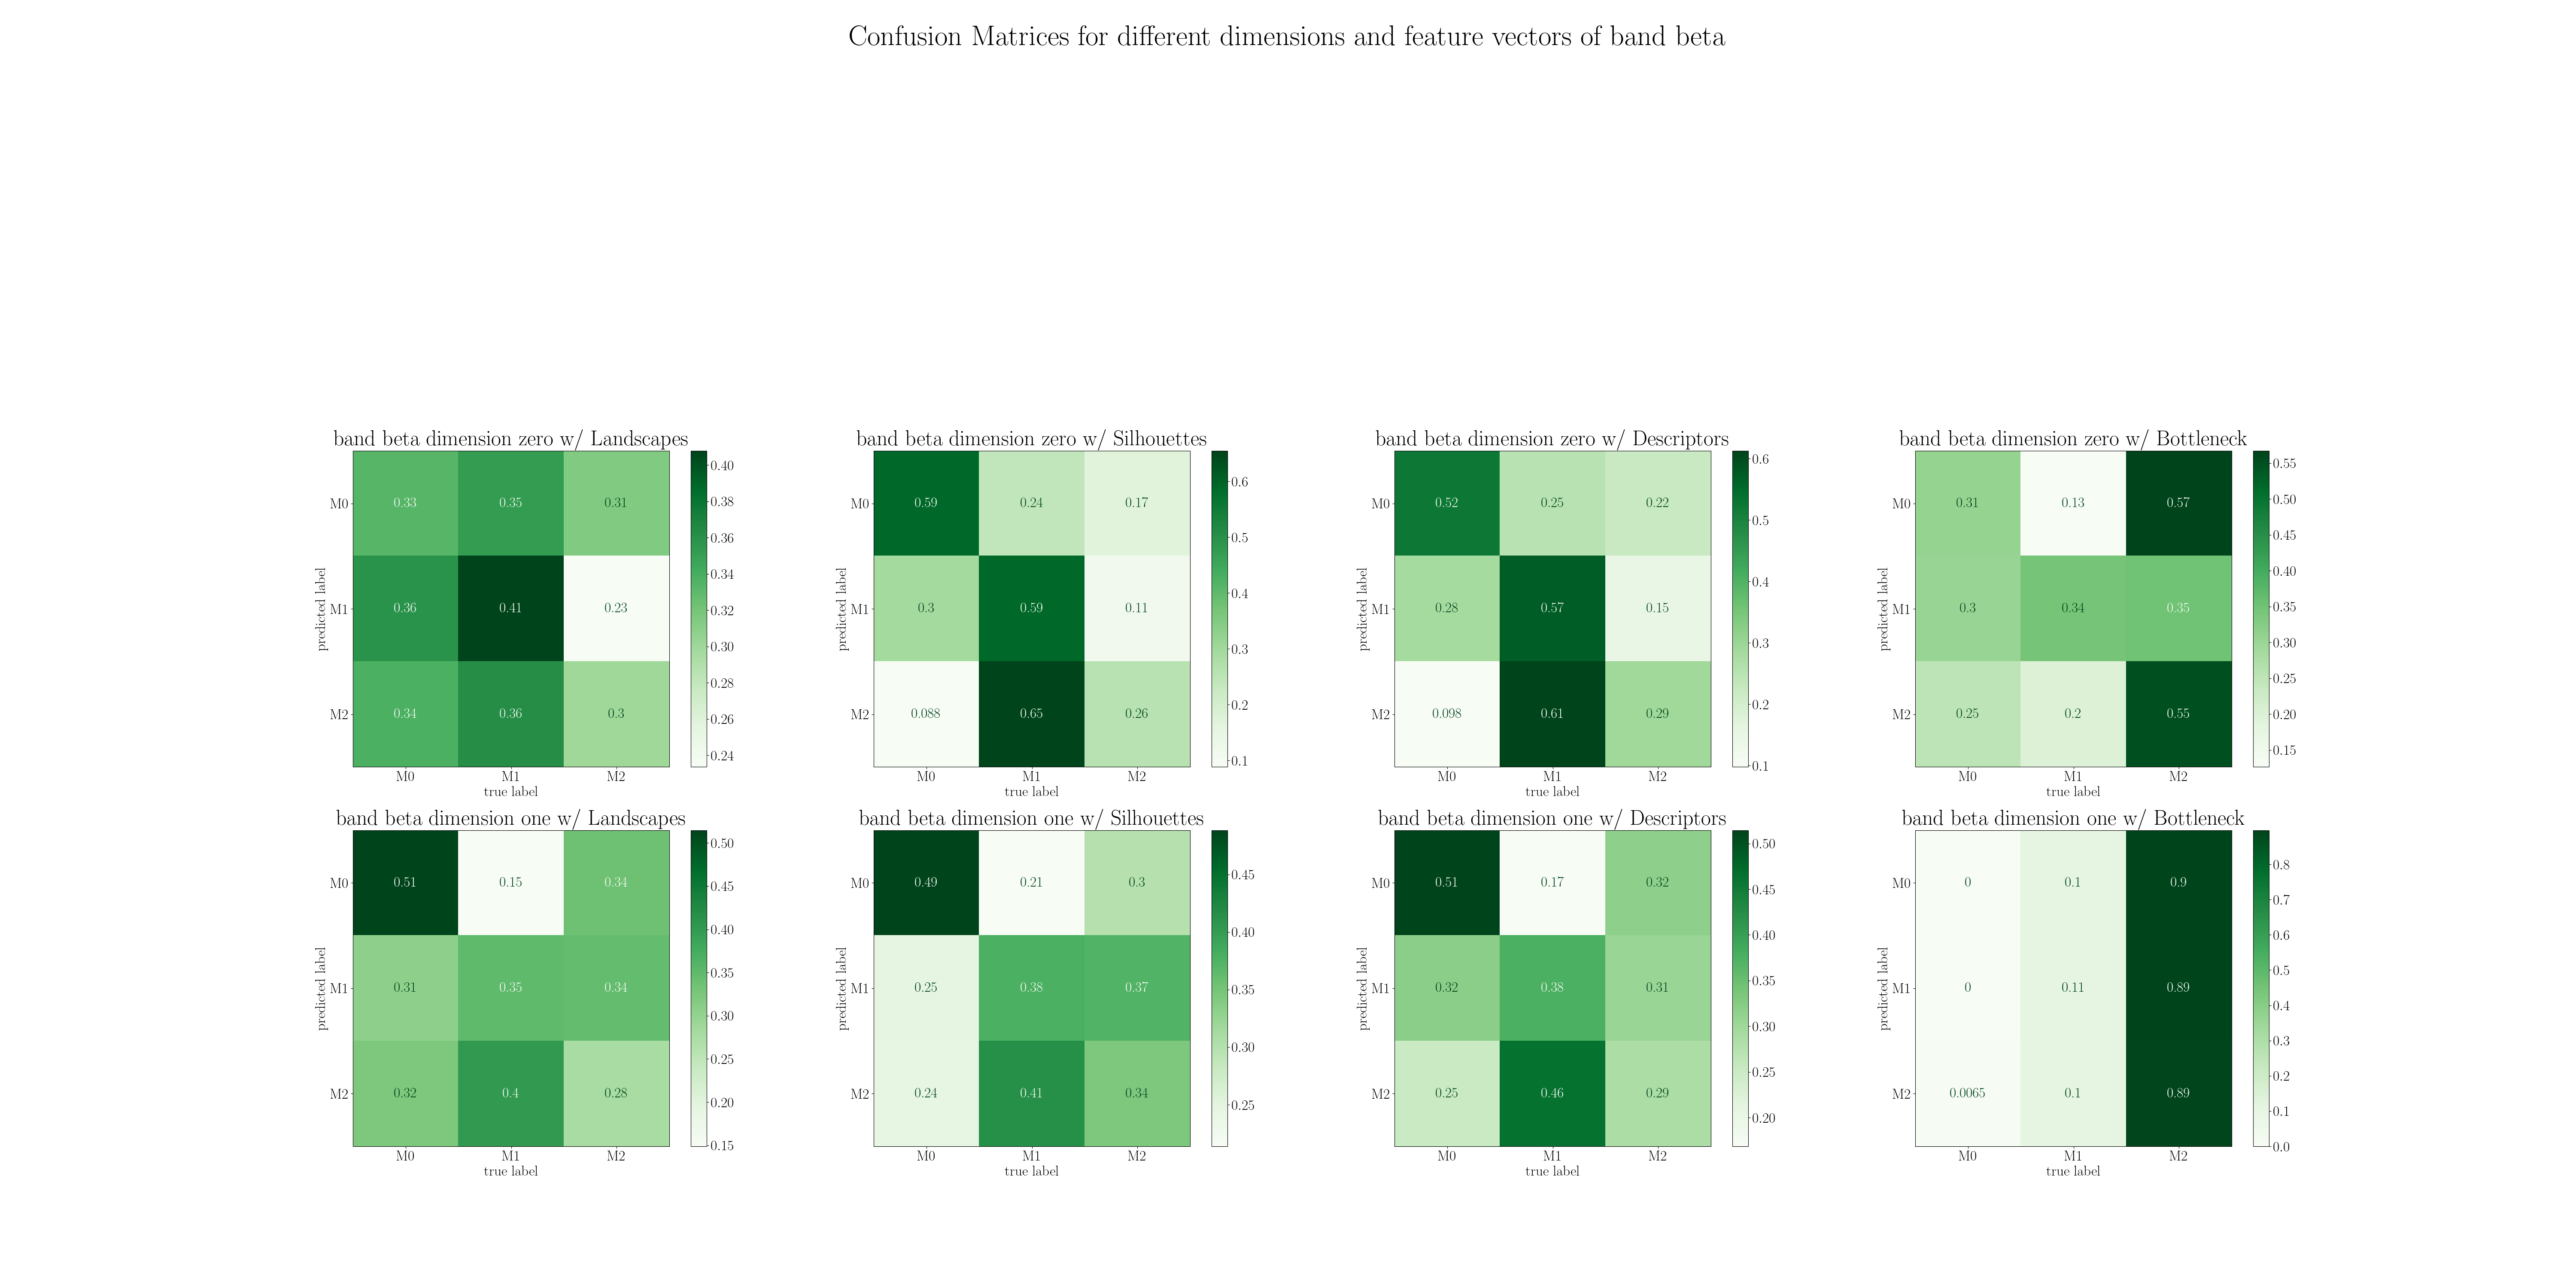 Confusion Matrices for different dimensions and feature vectors of band beta
band beta dimension zero w/ Landscapes
predicted label
M0 0.33 0.35 0.31
M1 0.36 0.41 0.23
M2 0.34 0.36 0.3
M0 M1 M2
true label
0.40
0.38
0.36
0.34
0.32
0.30
0.28
0.26
0.24
band beta dimension zero w/ Silhouettes
predicted label
M0 0.59 0.24 0.17
M1 0.3 0.59 0.11
M2 0.088 0.65 0.26
M0 M1 M2
true label
0.6
0.5
0.4
0.3
0.2
0.1
band beta dimension zero w/ Descriptors
predicted label
M0 0.52 0.25 0.22
M1 0.28 0.57 0.15
M2 0.098 0.61 0.29
M0 M1 M2
true label
0.6
0.5
0.4
0.3
0.2
0.1
band beta dimension zero w/ Bottleneck
predicted label
M0 0.31 0.13 0.57
M1 0.3 0.34 0.35
M2 0.25 0.2 0.55
M0 M1 M2
true label
0.55
0.50
0.45
0.40
0.35
0.30
0.25
0.20
0.15
band beta dimension one w/ Landscapes
predicted label
M0 0.51 0.15 0.34
M1 0.31 0.35 0.34
M2 0.32 0.4 0.28
M0 M1 M2
true label
0.50
0.45
0.40
0.35
0.30
0.25
0.20
0.15
band beta dimension one w/ Silhouettes
predicted label
M0 0.49 0.21 0.3
M1 0.25 0.38 0.37
M2 0.24 0.41 0.34
M0 M1 M2
true label
0.45
0.40
0.35
0.30
0.25
band beta dimension one w/ Descriptors
predicted label
M0 0.51 0.17 0.32
M1 0.32 0.38 0.31
M2 0.25 0.46 0.29
M0 M1 M2
true label
0.50
0.45
0.40
0.35
0.30
0.25
0.20
band beta dimension one w/ Bottleneck
predicted label
M0 0 0.1 0.9
M1 0 0.11 0.89
M2 0.0065 0.1 0.89
M0 M1 M2
true label
0.8
0.7
0.6
0.5
0.4
0.3
0.2
0.1
0.0